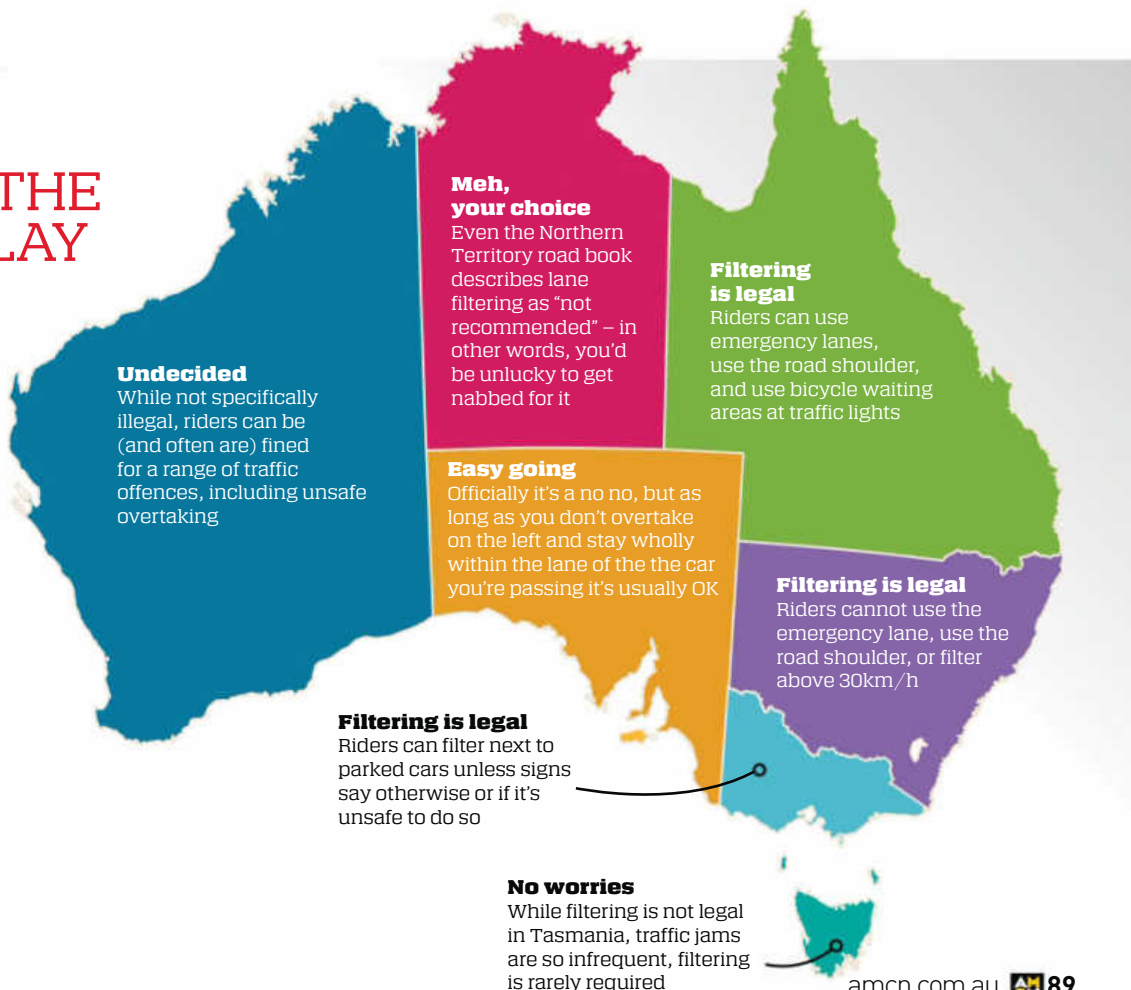 THE
LAY
Meh,
your choice
Even the Northern
Territory road book
describes lane
filtering as “not
recommended” – in
other words, you’d
be unlucky to get
nabbed for it
Filtering
is legal
Riders can use
emergency lanes,
use the road shoulder,
and use bicycle waiting
areas at traffic lights
Undecided
While not specifically
illegal, riders can be
(and often are) fined
for a range of traffic
offences, including unsafe
overtaking
Easy going
Officially it’s a no no, but as
long as you don’t overtake
on the left and stay wholly
within the lane of the the car
you’re passing it’s usually OK
Filtering is legal
Riders cannot use the
emergency lane, use the
road shoulder, or filter
above 30km/h
Filtering is legal
Riders can filter next to
parked cars unless signs
say otherwise or if it’s
unsafe to do so
No worries
While filtering is not legal
in Tasmania, traffic jams
are so infrequent, filtering
is rarely required
amcn.com.au 89